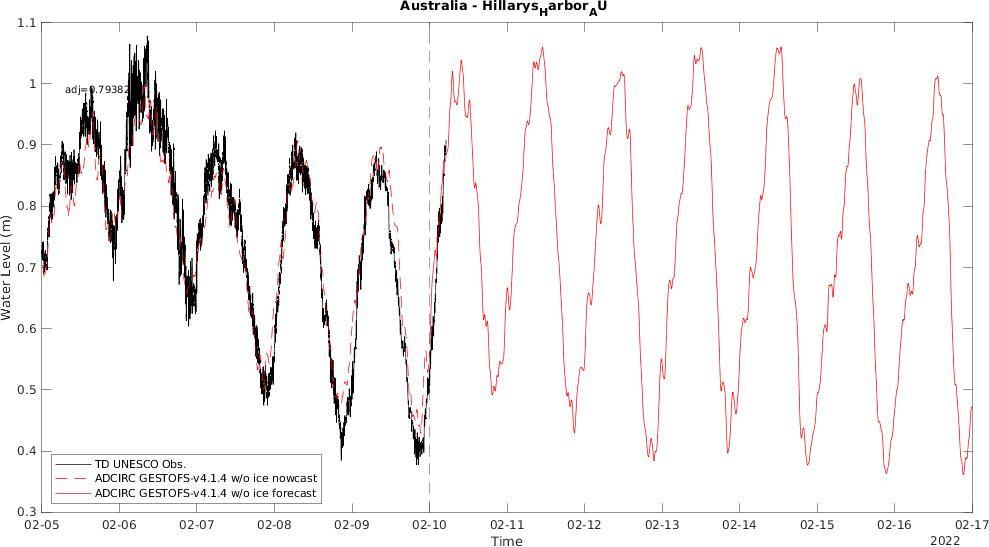 Australia - HillarysHarborAU
1.1
1
0.9
0.8
0.7
0.6
0.5
0.4
0.3
Water Level (m)
adj=0.79382
TD UNESCO Obs.
ADCIRC GESTOFS-v4.1.4 w/o ice nowcast
ADCIRC GESTOFS-v4.1.4 w/o ice forecast
02-05 02-06 02-07 02-08 02-09 02-10 02-11 02-12 02-13 02-14 02-15 02-16 02-17
Time
2022